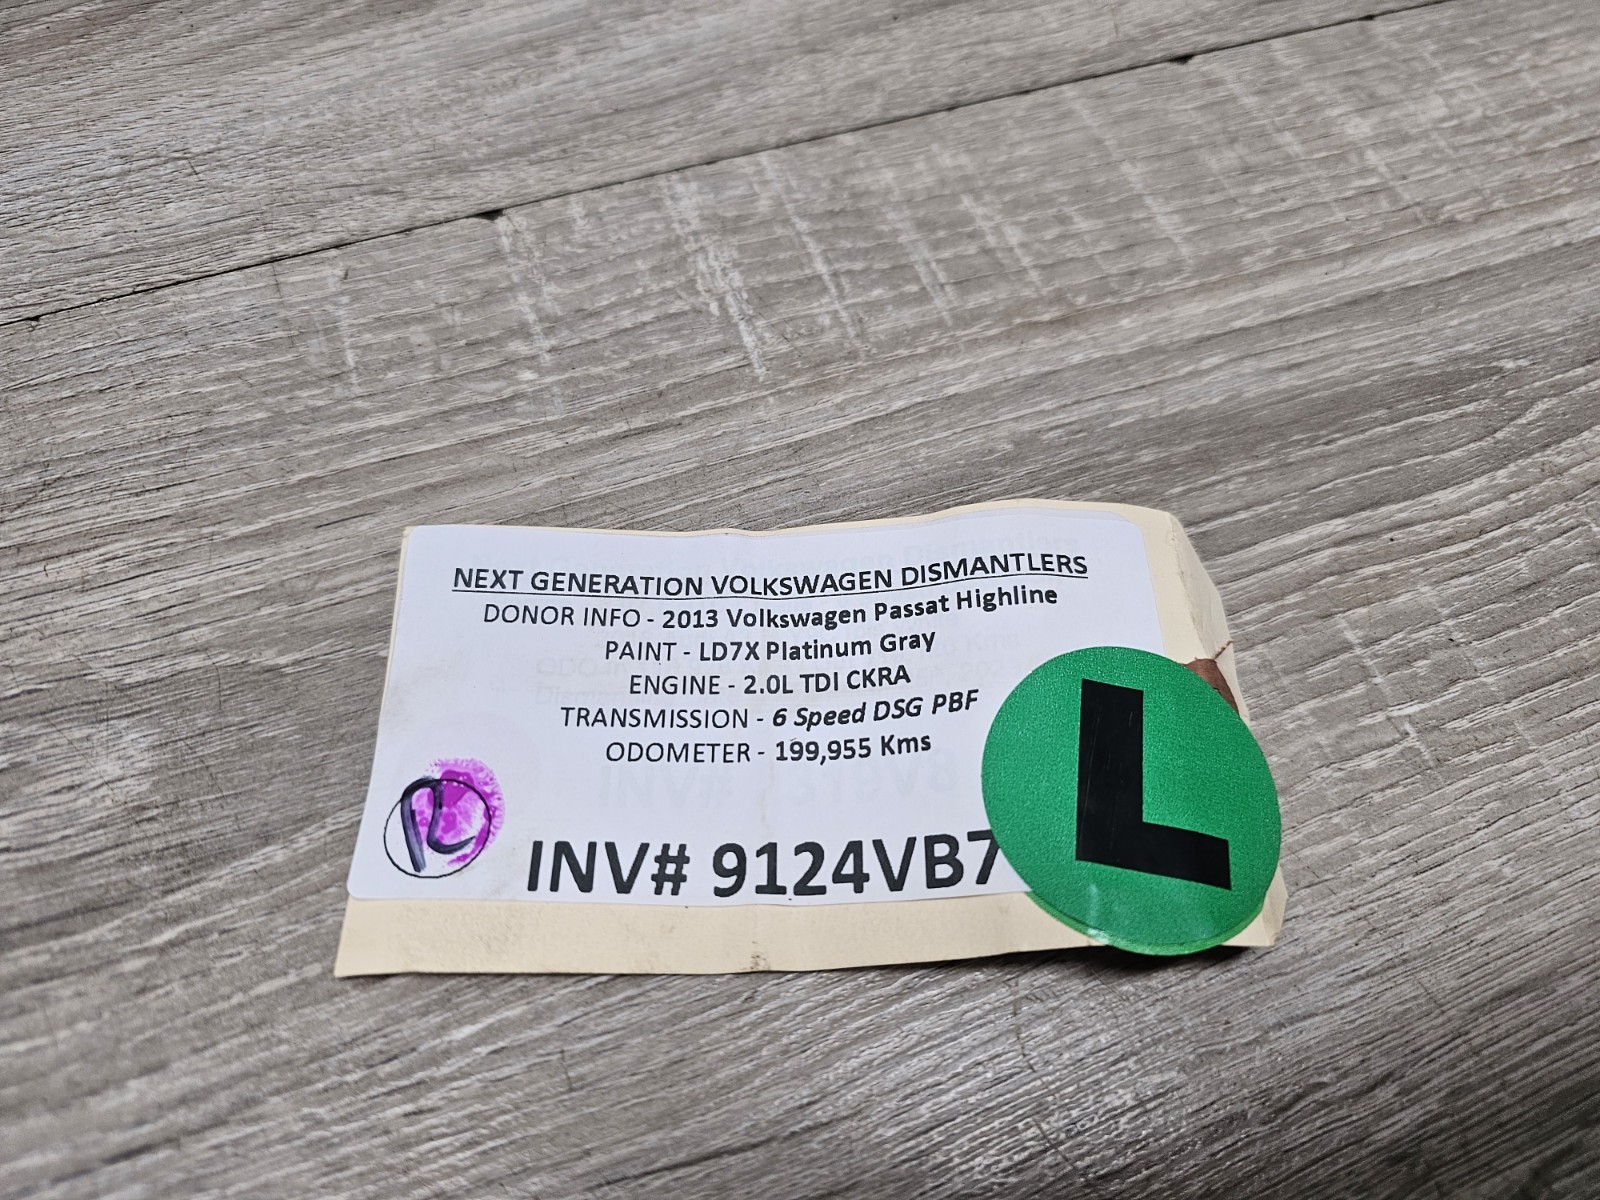 NEXT GENERATION VOLKSWAGEN DISMANTLERS
DONOR INFO - 2013 Volkswagen Passat Highline
PAINT - LD7X Platinum Gray
ENGINE - 2.0L TDI CKRA
TRANSMISSION - 6 Speed DSG PBF
ODOMETER - 199,955 Kms
INV# 9124VB7
L